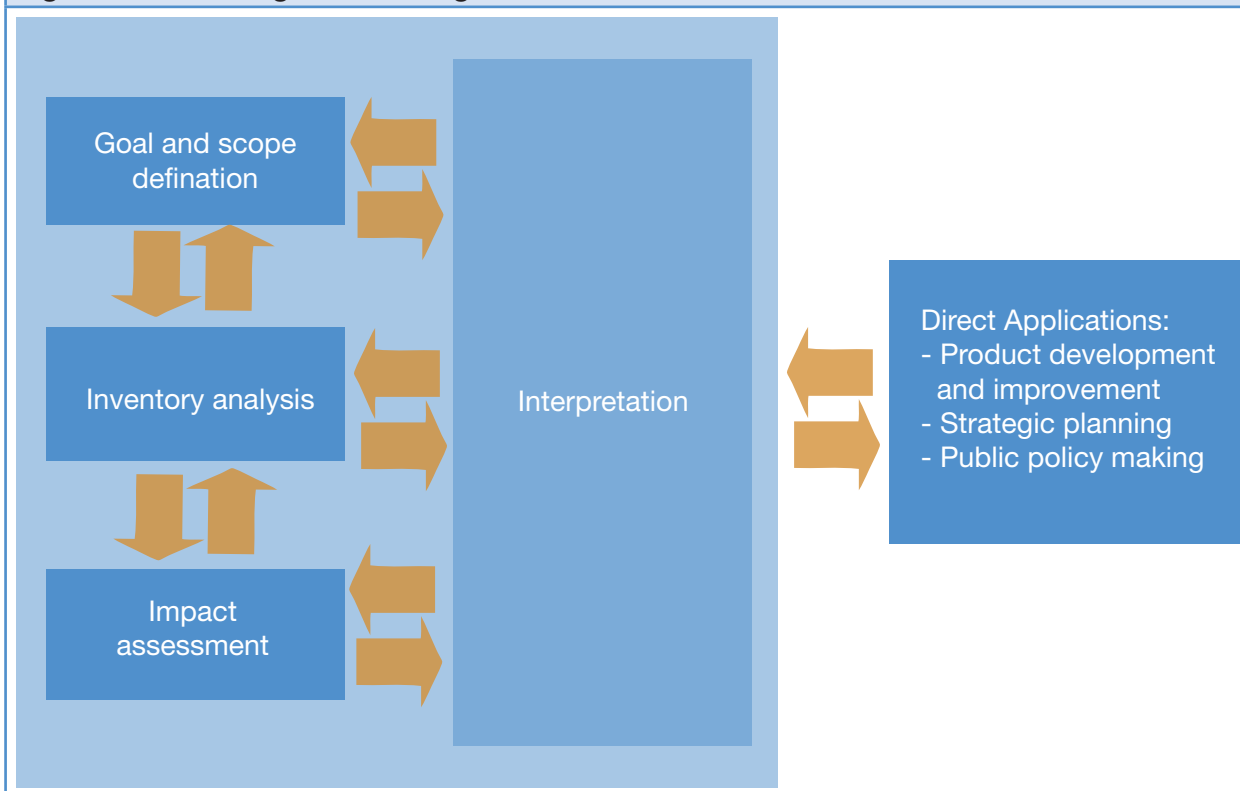 Goal and scope
defination
Inventory analysis
Impact
assessment
Interpretation
Direct Applications:
- Product development
and improvement
- Strategic planning
- Public policy making